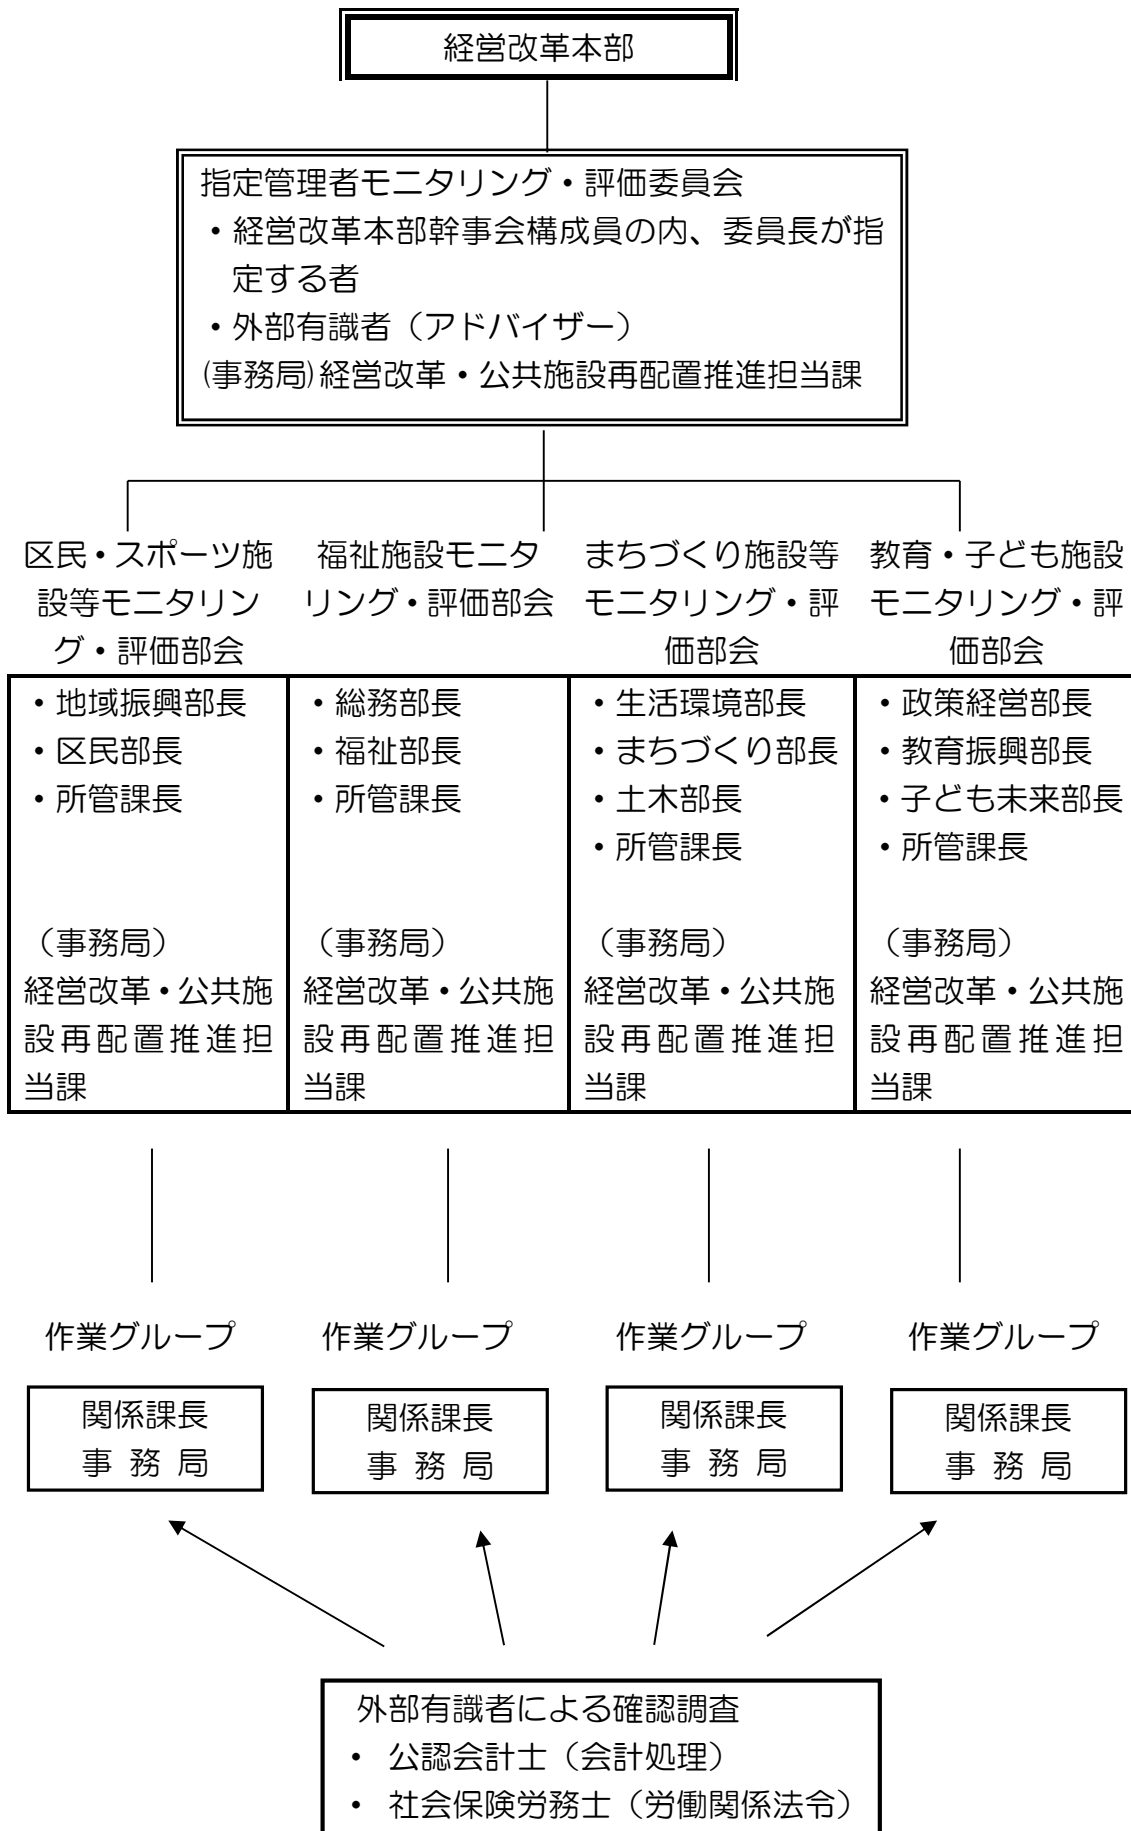 経営改革本部
指定管理者モニタリング・評価委員会
・経営改革本部幹事会構成員の内、委員長が指
定する者
・外部有識者（アドバイザー）
(事務局)経営改革・公共施設再配置推進担当課
区民・スポーツ施
設等モニタリン
グ・評価部会
・地域振興部長
・区民部長
・所管課長
（事務局）
経営改革・公共施
設再配置推進担
当課
福祉施設モニタ
リング・評価部会
・総務部長
・福祉部長
・所管課長
（事務局）
経営改革・公共施
設再配置推進担
当課
まちづくり施設等
モニタリング・評
価部会
・生活環境部長
・まちづくり部長
・土木部長
・所管課長
（事務局）
経営改革・公共施
設再配置推進担
当課
教育・子ども施設
モニタリング・評
価部会
・政策経営部長
・教育振興部長
・子ども未来部長
・所管課長
（事務局）
経営改革・公共施
設再配置推進担
当課
作業グループ
関係課長
事 務 局
作業グループ
関係課長
事 務 局
作業グループ
関係課長
事 務 局
作業グループ
関係課長
事 務 局
外部有識者による確認調査
・ 公認会計士（会計処理）
・ 社会保険労務士（労働関係法令）